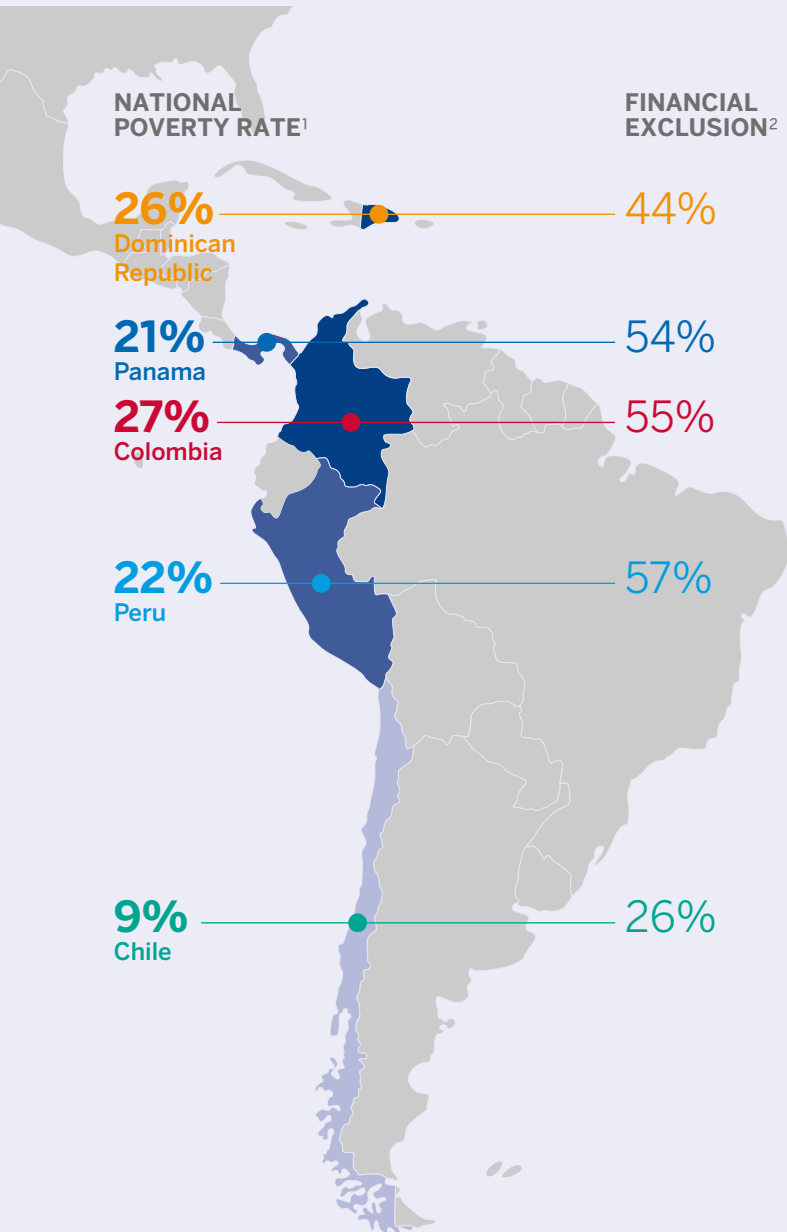 NATIONAL
POVERTY RATE¹
FINANCIAL
EXCLUSION²
26%
Dominican
Republic
44%
21%
Panama
54%
27%
Colombia
55%
22%
Peru
57%
9%
Chile
26%